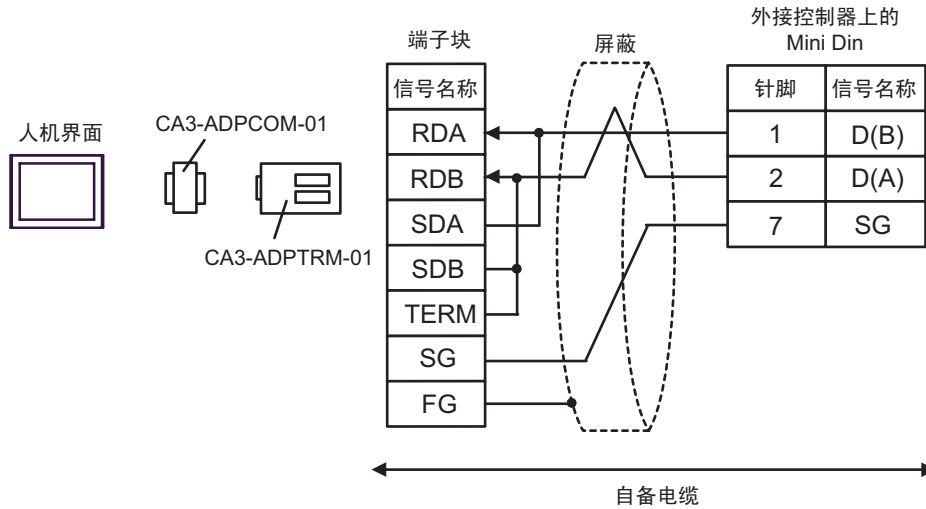 人机界面
CA3-ADPCOM-01
CA3-ADPTRM-01
端子块
信号名称
RDA
RDB
SDA
SDB
TERM
SG
FG
屏蔽
外接控制器上的
Mini Din
针脚 信号名称
1 D(B)
2 D(A)
7 SG
自备电缆